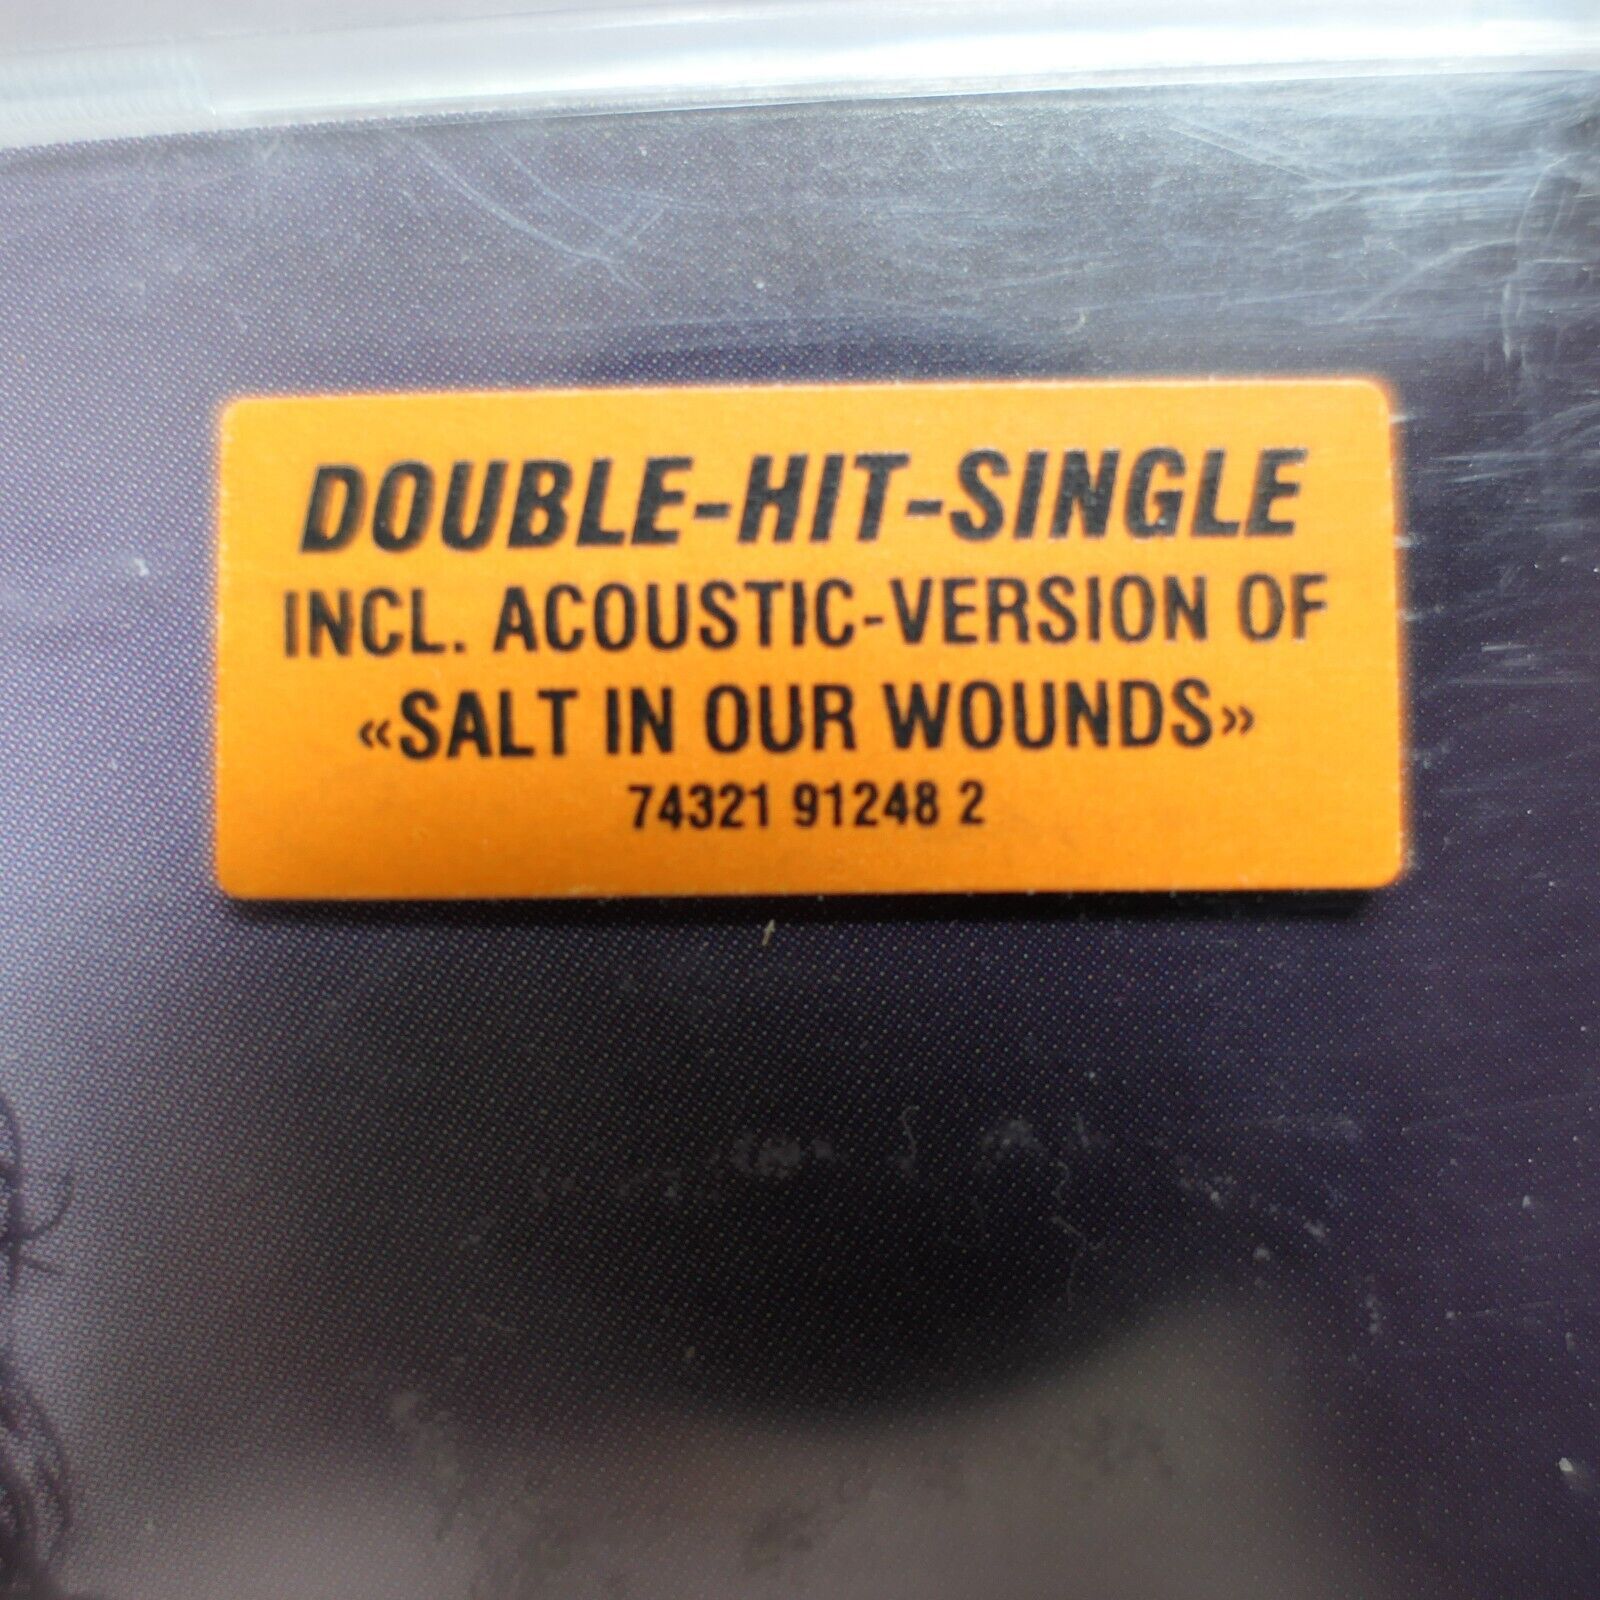 DOUBLE-HIT-SINGLE
INCL. ACOUSTIC-VERSION OF
«SALT IN OUR WOUNDS»
74321 91248 2